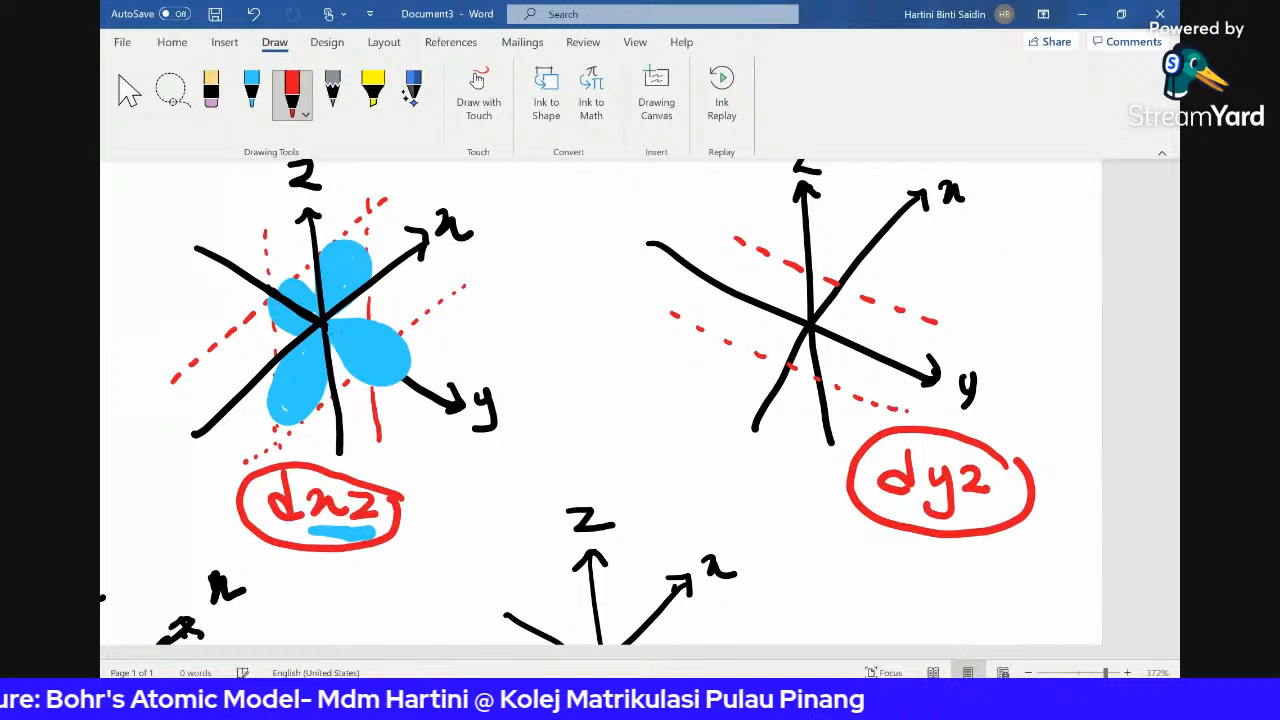 AutoSave Off
Document3 - Word
Search
Hartini Binti Saidin HB
Powered by
StreamYard
File Home Insert Draw Design Layout References Mailings Review View Help
Share Comments
Draw with Touch
Ink to Shape
Ink to Math
Drawing Canvas
Ink Replay
Drawing Tools Touch Convert Insert Replay
z
x
y
dxz
z
x
y
dyz
z
x
x
Page 1 of 1 0 words English (United States) Focus 372%
ure: Bohr's Atomic Model- Mdm Hartini @ Kolej Matrikulasi Pulau Pinang